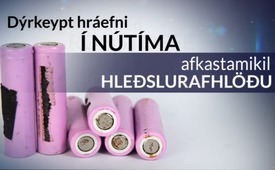 Dýrkeypt hráefni
Í NÚTÍMA
afkastamikil
HLEÐSLURAFHLÖÐU